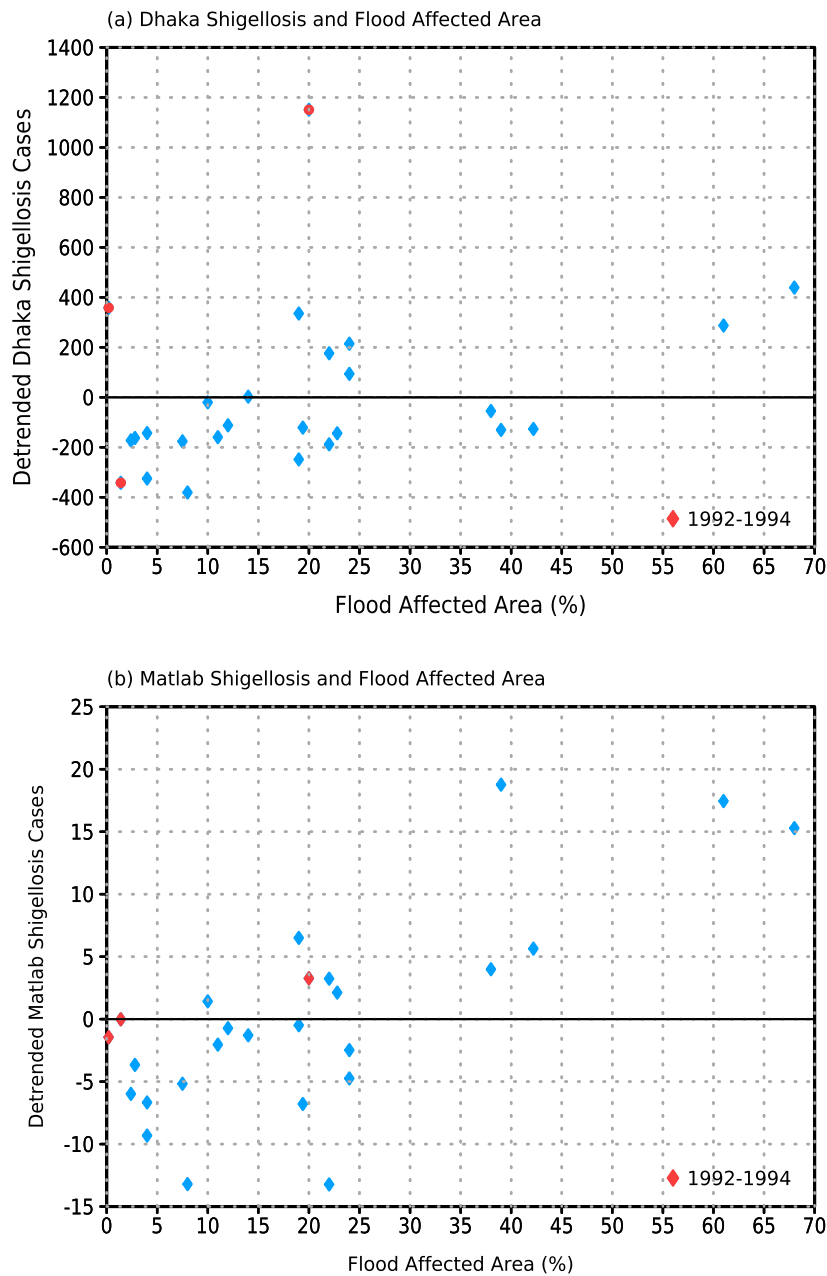 (a) Dhaka Shigellosis and Flood Affected Area
Detrended Dhaka Shigellosis Cases
1400
1200
1000
800
600
400
200
0
-200
-400
-600
1992-1994
0 5 10 15 20 25 30 35 40 45 50 55 60 65 70
Flood Affected Area (%)
(b) Matlab Shigellosis and Flood Affected Area
Detrended Matlab Shigellosis Cases
25
20
15
10
5
0
-5
-10
-15
1992-1994
0 5 10 15 20 25 30 35 40 45 50 55 60 65 70
Flood Affected Area (%)